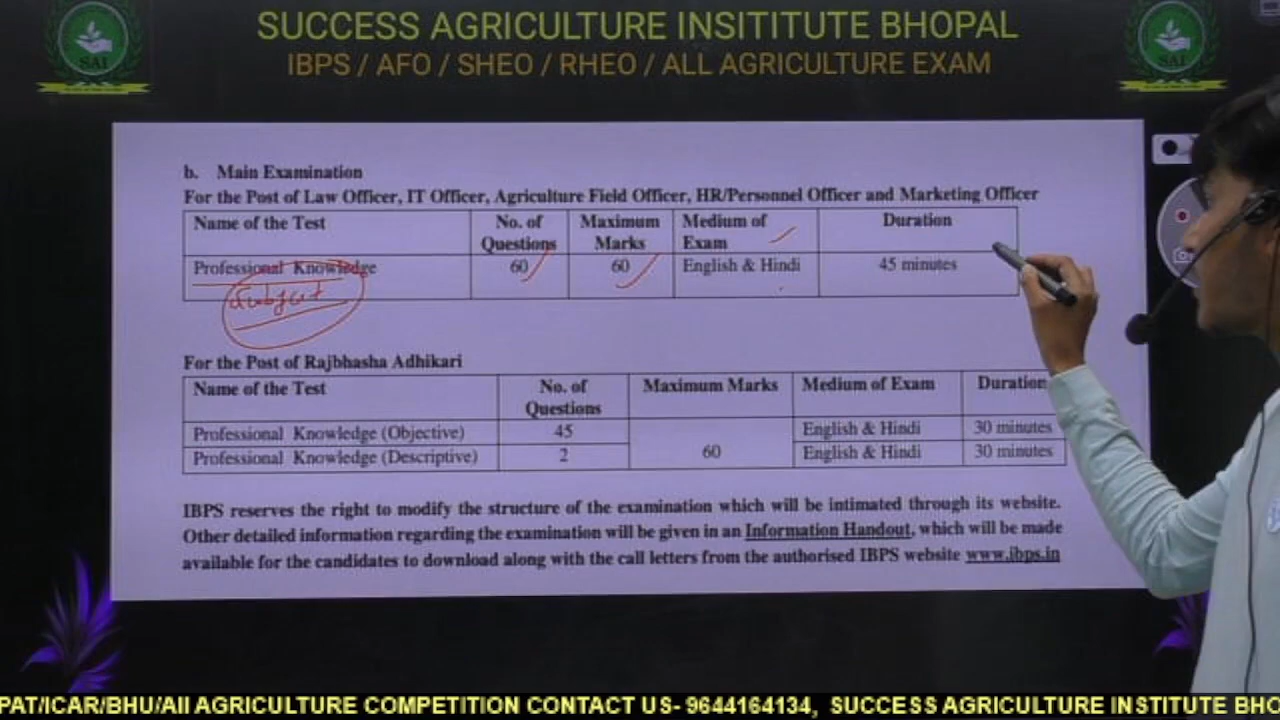 SUCCESS AGRICULTURE INSITITUTE BHOPAL
IBPS / AFO / SHEO / RHEO / ALL AGRICULTURE EXAM
SAI
SAI
b. Main Examination
For the Post of Law Officer, IT Officer, Agriculture Field Officer, HR/Personnel Officer and Marketing Officer
Name of the Test No. of Questions Maximum Marks Medium of Exam Duration
Professional Knowledge 60 60 English & Hindi 45 minutes
Subject
For the Post of Rajbhasha Adhikari
Name of the Test No. of Questions Maximum Marks Medium of Exam Duration
Professional Knowledge (Objective) 45 English & Hindi 30 minutes
Professional Knowledge (Descriptive) 2 60 English & Hindi 30 minutes
IBPS reserves the right to modify the structure of the examination which will be intimated through its website.
Other detailed information regarding the examination will be given in an Information Handout, which will be made
available for the candidates to download along with the call letters from the authorised IBPS website www.ibps.in
PAT/ICAR/BHU/All AGRICULTURE COMPETITION CONTACT US- 9644164134, SUCCESS AGRICULTURE INSTITUTE BHO